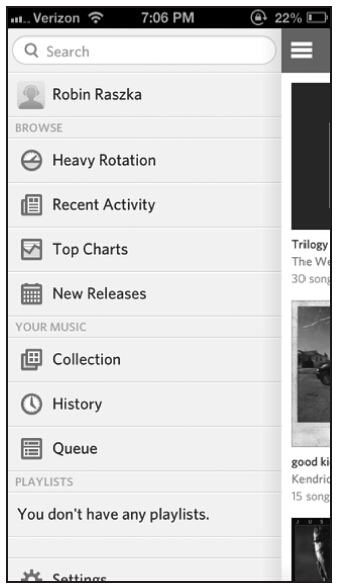 Verizon 7:06 PM 22%
Search
Robin Raszka
BROWSE
Heavy Rotation
Recent Activity
Top Charts
New Releases
YOUR MUSIC
Collection
History
Queue
PLAYLISTS
You don't have any playlists.
Settings
Trilogy
The We
30 song
good ki
Kendric
15 song
J U S